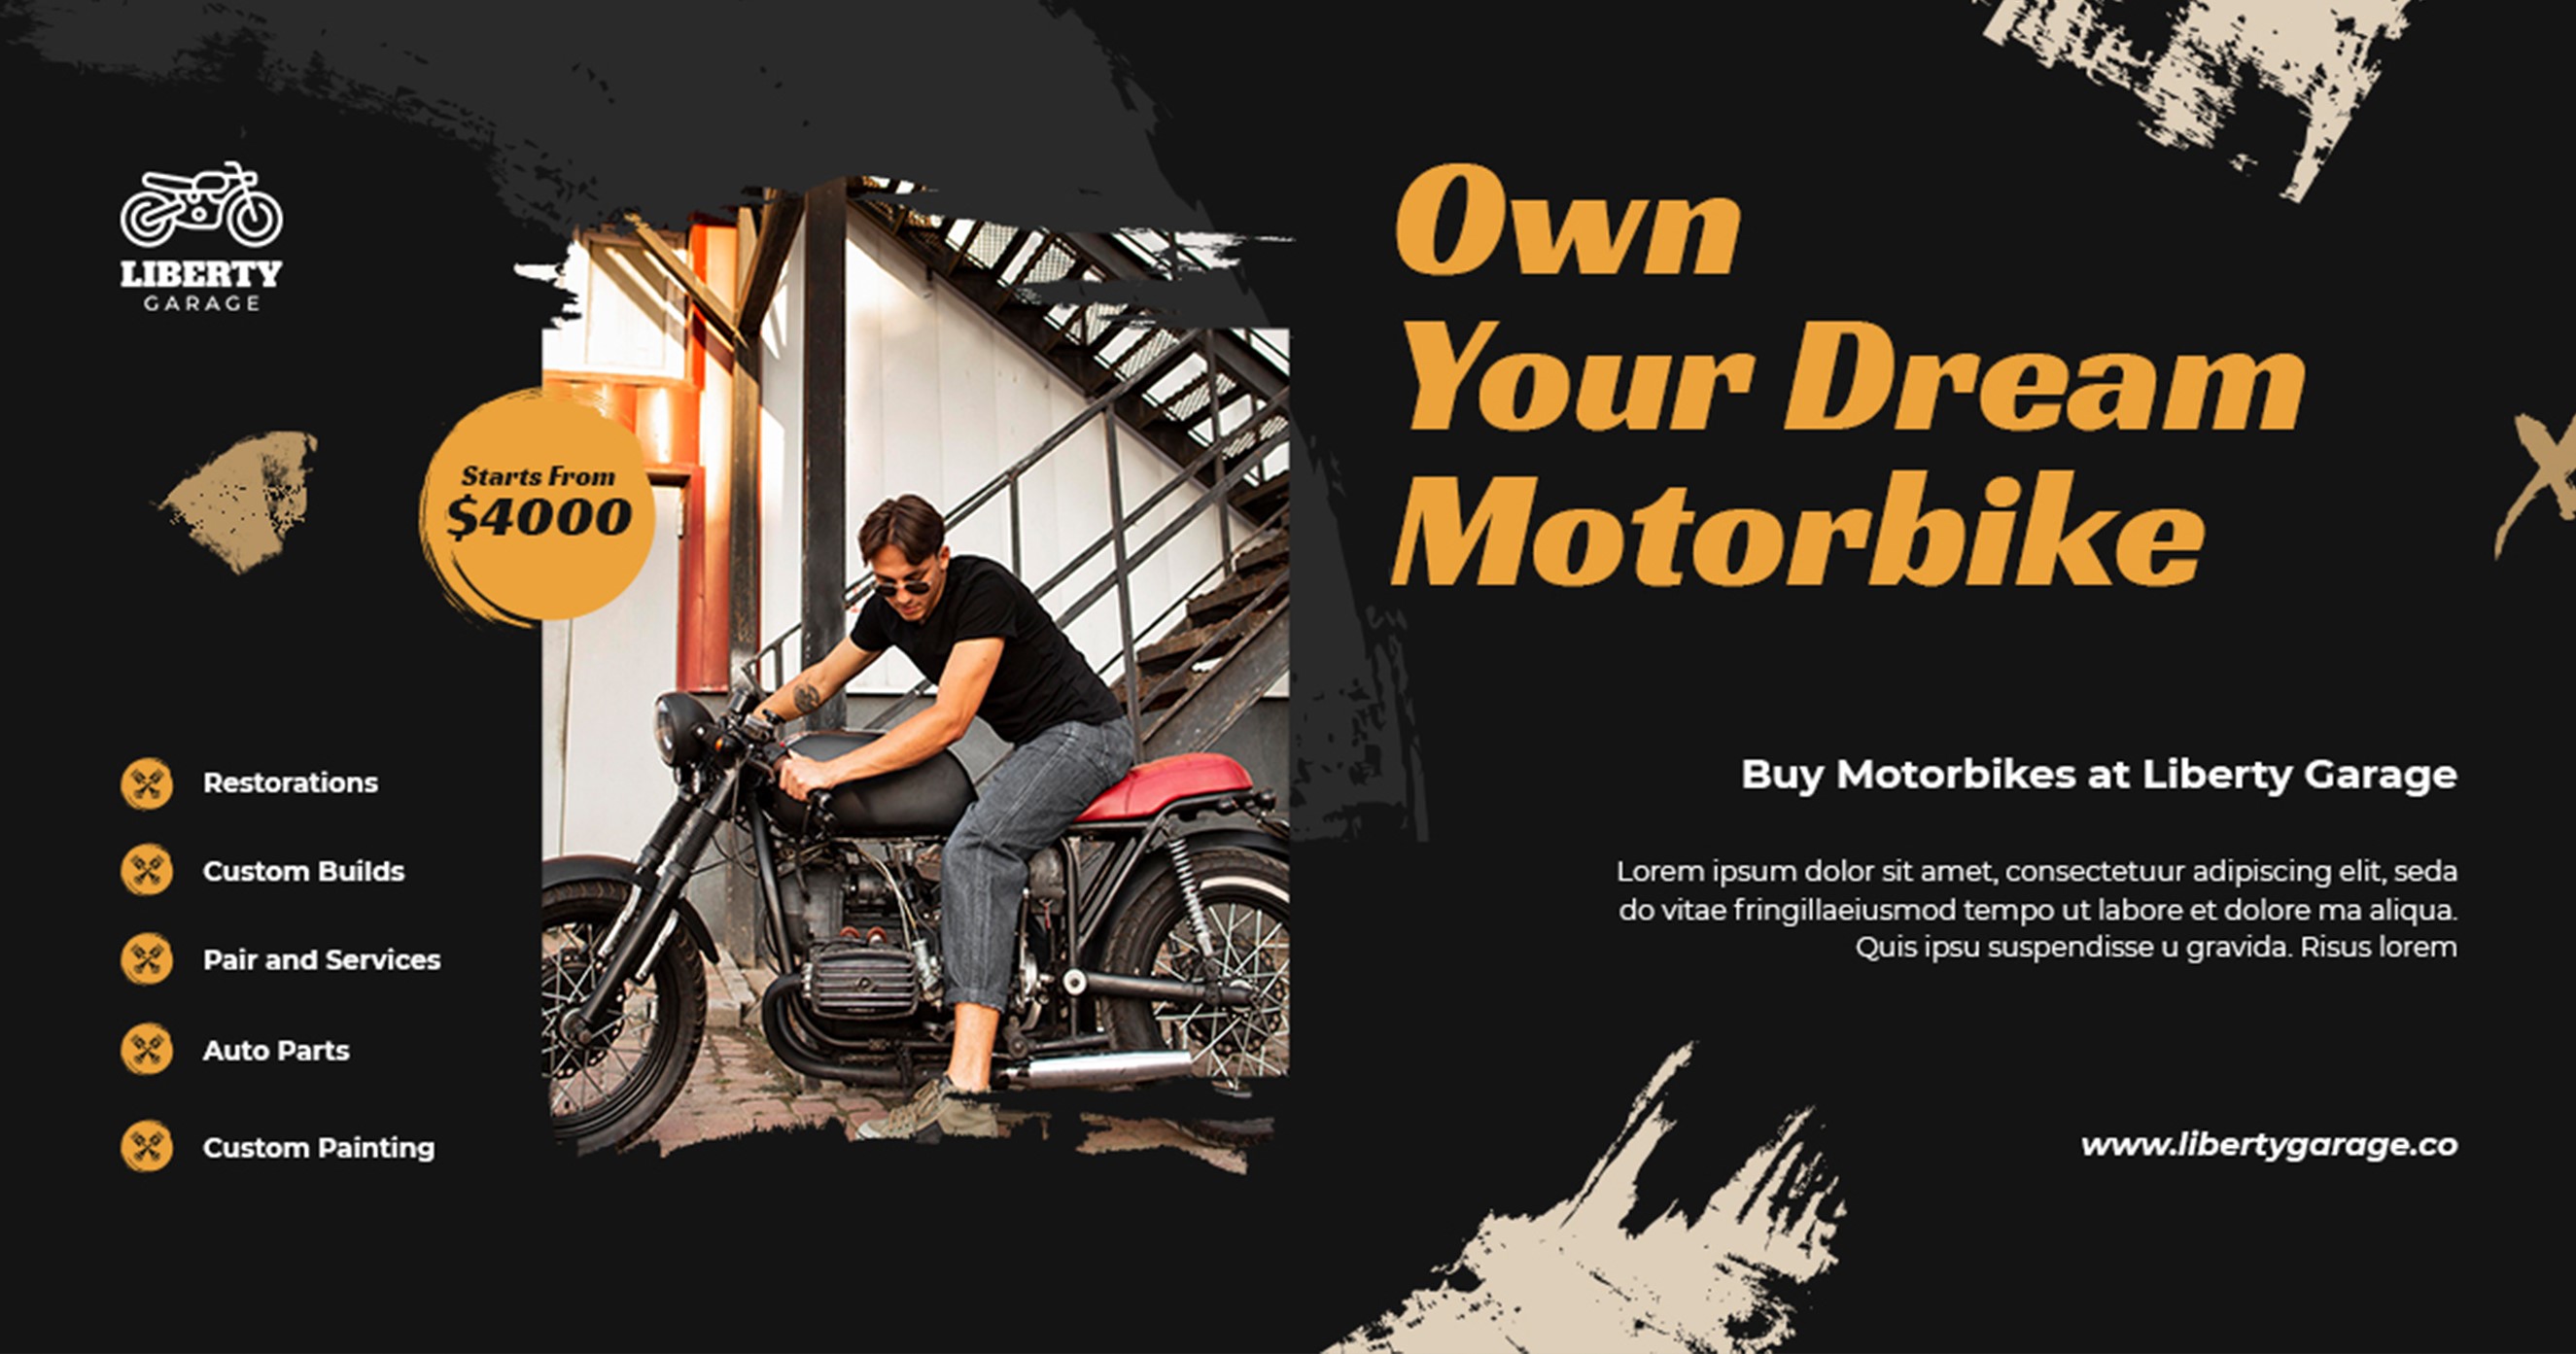 LIBERTY
GARAGE
Starts From
$4000
Restorations
Custom Builds
Pair and Services
Auto Parts
Custom Painting
Own
Your Dream
Motorbike
Buy Motorbikes at Liberty Garage
Lorem ipsum dolor sit amet, consectetuur adipiscing elit, seda
do vitae fringillaeiusmod tempo ut labore et dolore ma aliqua.
Quis ipsu suspendisse u gravida. Risus lorem
www.libertygarage.co